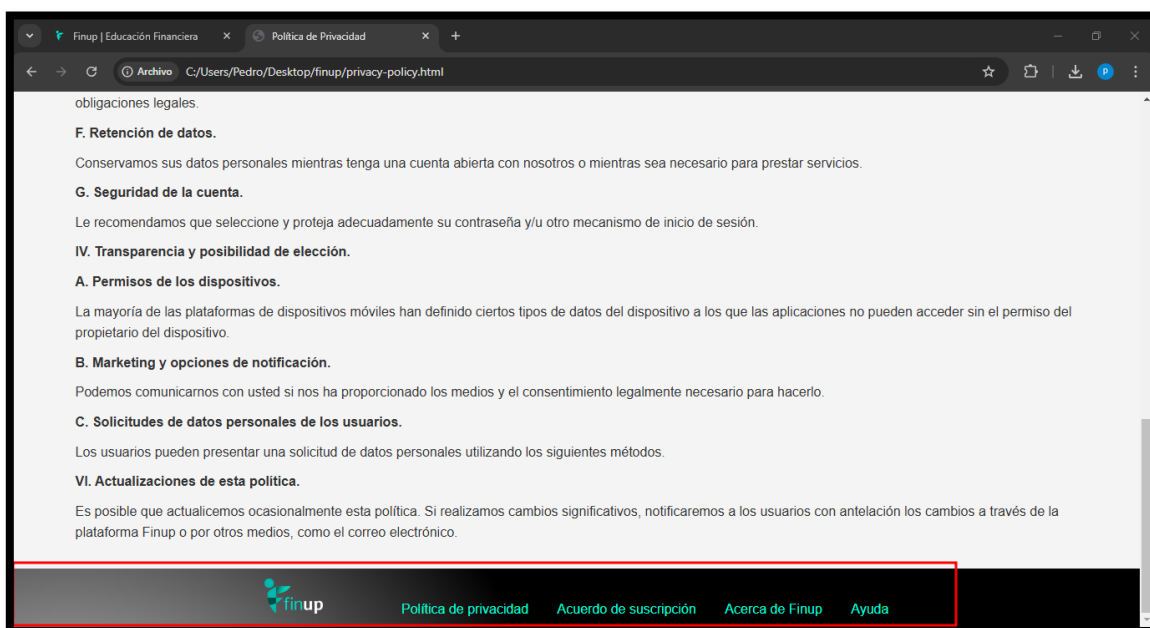 Finup | Educación Financiera
Política de Privacidad
Archivo C:/Users/Pedro/Desktop/finup/privacy-policy.html
P
obligaciones legales.
F. Retención de datos.
Conservamos sus datos personales mientras tenga una cuenta abierta con nosotros o mientras sea necesario para prestar servicios.
G. Seguridad de la cuenta.
Le recomendamos que seleccione y proteja adecuadamente su contraseña y/u otro mecanismo de inicio de sesión.
IV. Transparencia y posibilidad de elección.
A. Permisos de los dispositivos.
La mayoría de las plataformas de dispositivos móviles han definido ciertos tipos de datos del dispositivo a los que las aplicaciones no pueden acceder sin el permiso del
propietario del dispositivo.
B. Marketing y opciones de notificación.
Podemos comunicarnos con usted si nos ha proporcionado los medios y el consentimiento legalmente necesario para hacerlo.
C. Solicitudes de datos personales de los usuarios.
Los usuarios pueden presentar una solicitud de datos personales utilizando los siguientes métodos.
VI. Actualizaciones de esta política.
Es posible que actualicemos ocasionalmente esta política. Si realizamos cambios significativos, notificaremos a los usuarios con antelación los cambios a través de la
plataforma Finup o por otros medios, como el correo electrónico.
finup
Política de privacidad Acuerdo de suscripción Acerca de Finup Ayuda